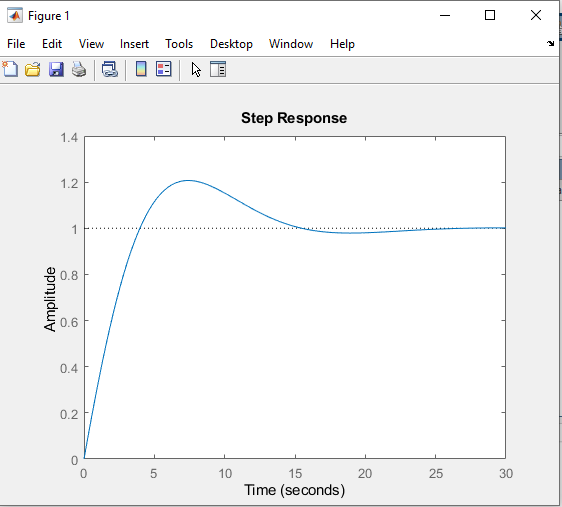 Figure 1
File Edit View Insert Tools Desktop Window Help
Step Response
1.4
1.2
1
0.8
0.6
0.4
0.2
0
Amplitude
0 5 10 15 20 25 30
Time (seconds)